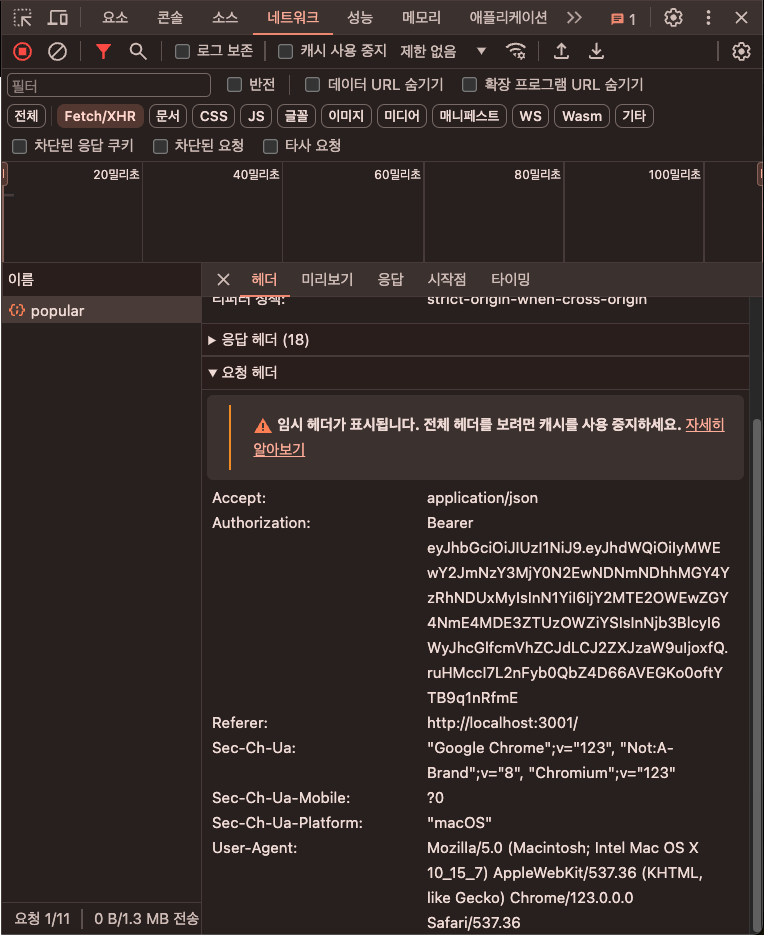 요소 콘솔 소스 네트워크 성능 메모리 애플리케이션 1
로그 보존 캐시 사용 중지 제한 없음
필터 반전 데이터 URL 숨기기 확장 프로그램 URL 숨기기
전체 Fetch/XHR 문서 CSS JS 글꼴 이미지 미디어 매니페스트 WS Wasm 기타
차단된 응답 쿠키 차단된 요청 타사 요청
20밀리초 40밀리초 60밀리초 80밀리초 100밀리초
이름 헤더 미리보기 응답 시작점 타이밍
리퍼러 정책: strict-origin-when-cross-origin
popular
응답 헤더 (18)
요청 헤더
임시 헤더가 표시됩니다. 전체 헤더를 보려면 캐시를 사용 중지하세요. 자세히
알아보기
Accept: application/json
Authorization: Bearer
eyJhbGciOiJIUzI1NiJ9.eyJhdWQiOiIyMWE
wY2JmNzY3MjY0N2EwNDNmNDhhMGY4Y
zRhNDUxMyIsInN1YiI6IjY2MTE2OWEwZGY
4NmE4MDE3ZTUzOWZiYSIsInNjb3BlcyI6
WyJhcGlfcmVhZCJdLCJ2ZXJzaW9uIjoxfQ.
ruHMccI7L2nFyb0QbZ4D66AVEGKo0oftY
TB9q1nRfmE
Referer: http://localhost:3001/
Sec-Ch-Ua: "Google Chrome";v="123", "Not:A-
Brand";v="8", "Chromium";v="123"
Sec-Ch-Ua-Mobile: ?0
Sec-Ch-Ua-Platform: "macOS"
User-Agent: Mozilla/5.0 (Macintosh; Intel Mac OS X
10_15_7) AppleWebKit/537.36 (KHTML,
like Gecko) Chrome/123.0.0.0
Safari/537.36
요청 1/11 0 B/1.3 MB 전송